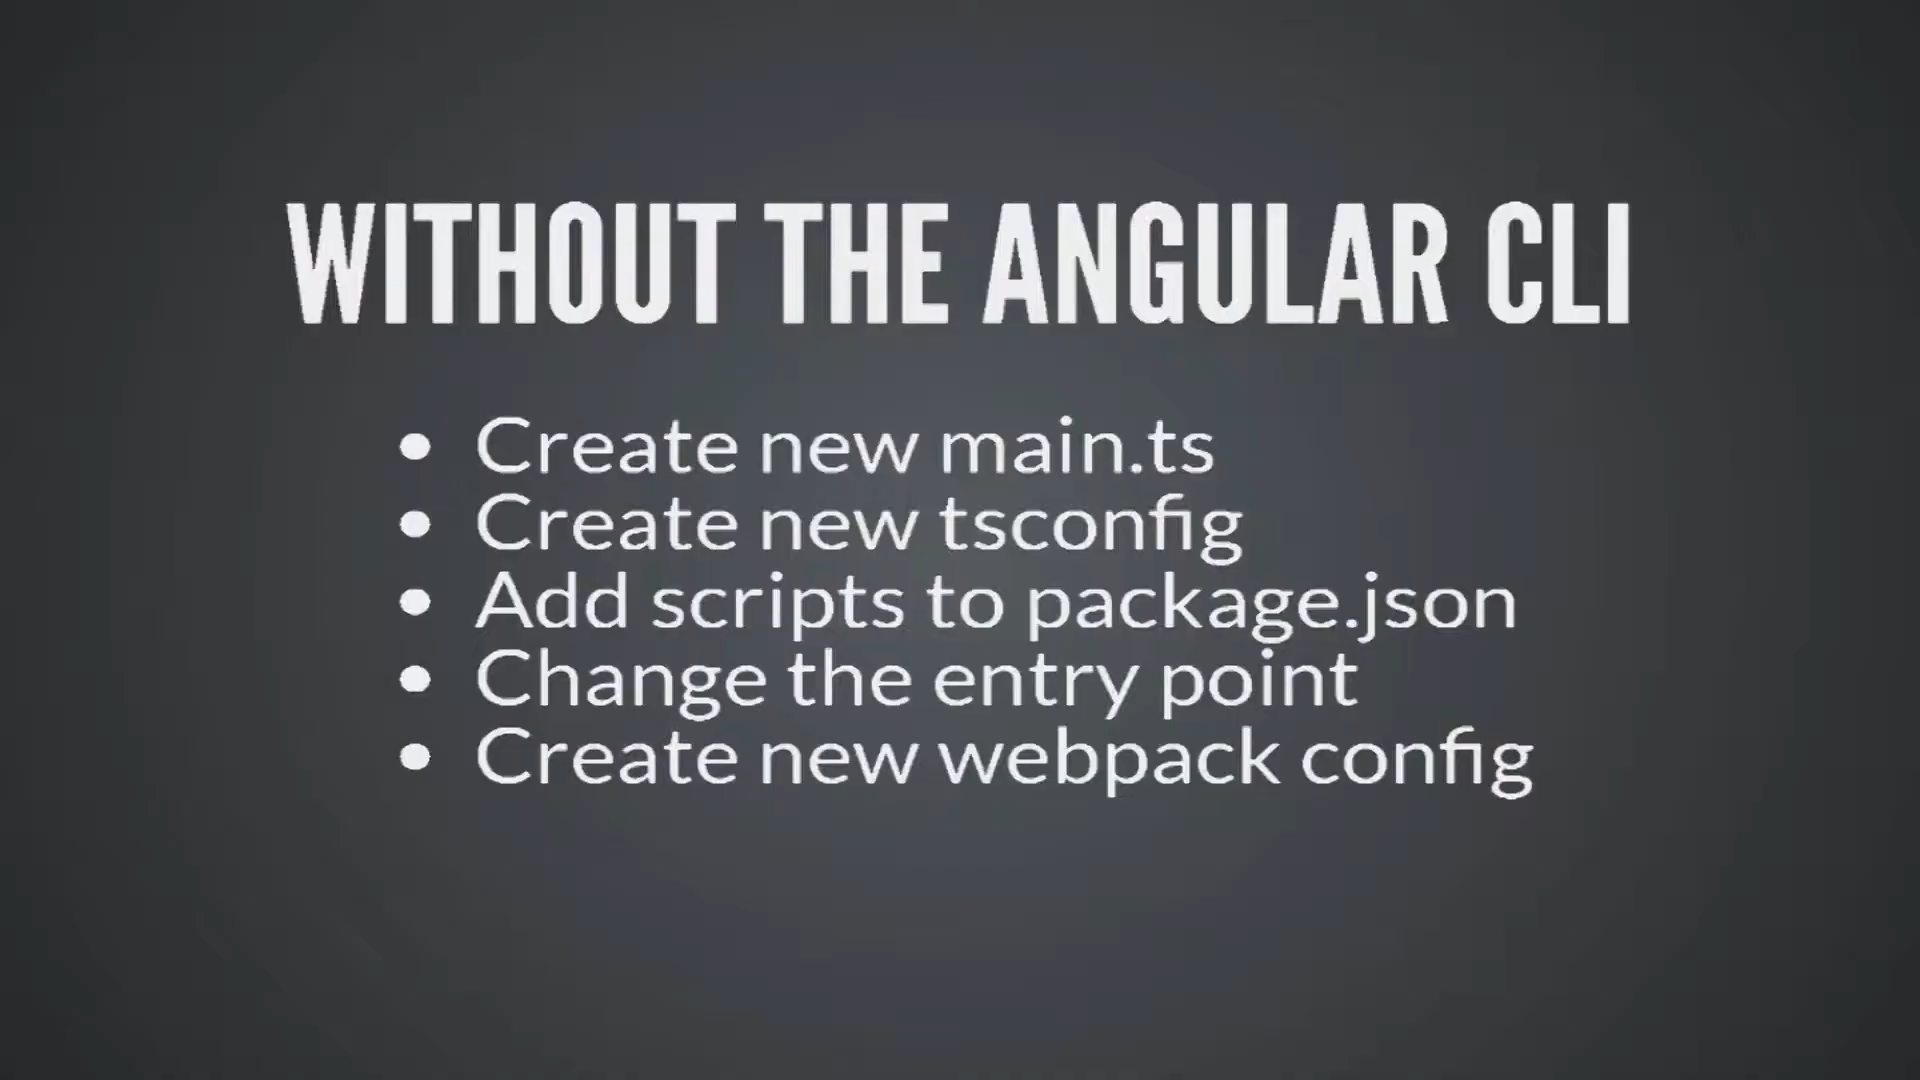 WITHOUT THE ANGULAR CLI
• Create new main.ts
• Create new tsconfig
• Add scripts to package.json
• Change the entry point
• Create new webpack config